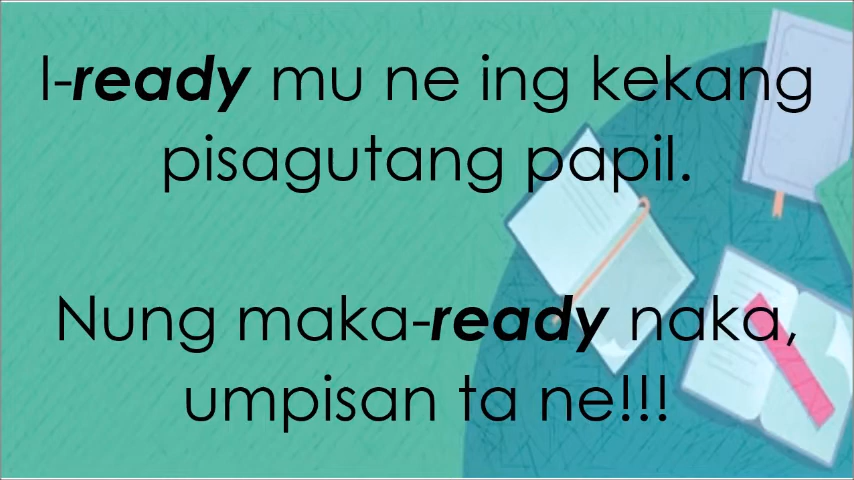 I-ready mu ne ing kekang
pisagutang papil.
Nung maka-ready naka,
umpisan ta ne!!!